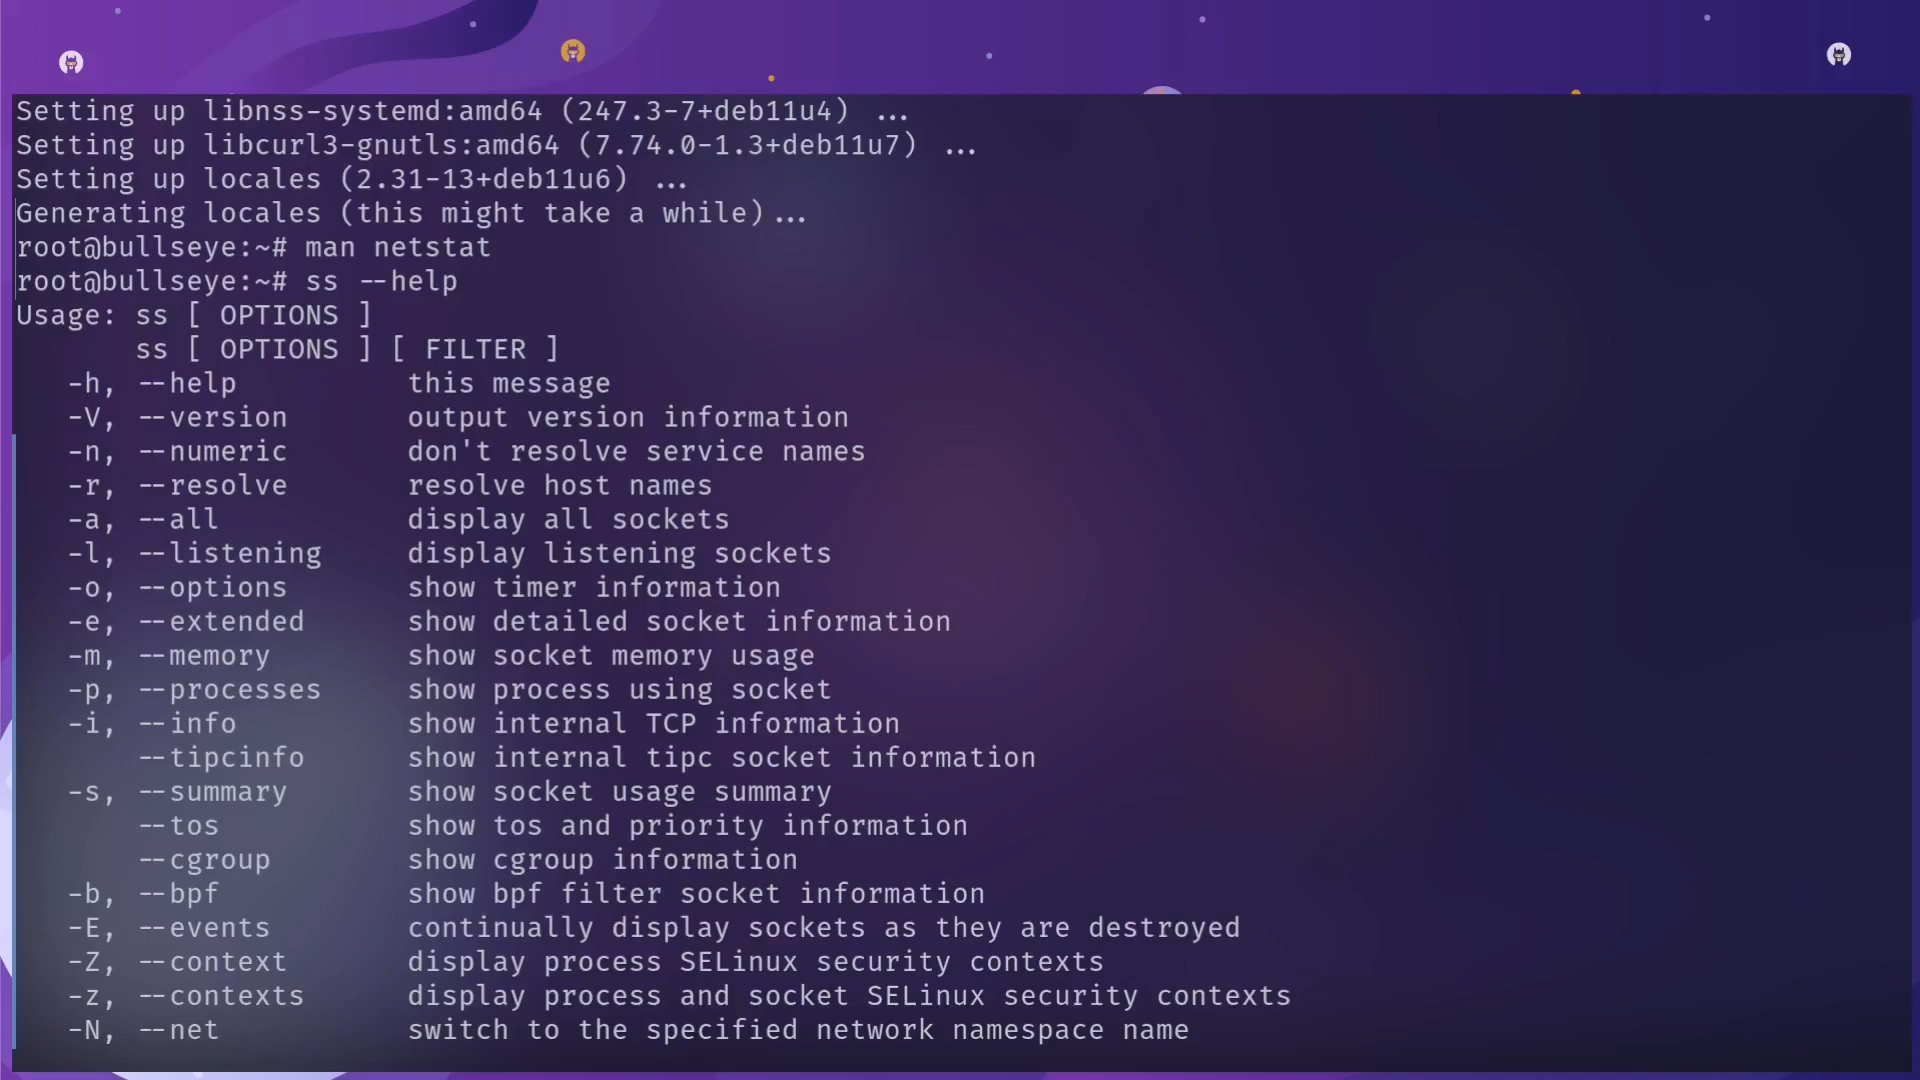 Setting up libnss-systemd:amd64 (247.3-7+deb11u4) ...
Setting up libcurl3-gnutls:amd64 (7.74.0-1.3+deb11u7) ...
Setting up locales (2.31-13+deb11u6) ...
Generating locales (this might take a while)...
root@bullseye:~# man netstat
root@bullseye:~# ss --help
Usage: ss [ OPTIONS ]
       ss [ OPTIONS ] [ FILTER ]
   -h, --help          this message
   -V, --version       output version information
   -n, --numeric       don't resolve service names
   -r, --resolve       resolve host names
   -a, --all           display all sockets
   -l, --listening     display listening sockets
   -o, --options       show timer information
   -e, --extended      show detailed socket information
   -m, --memory        show socket memory usage
   -p, --processes     show process using socket
   -i, --info          show internal TCP information
       --tipcinfo      show internal tipc socket information
   -s, --summary       show socket usage summary
       --tos           show tos and priority information
       --cgroup        show cgroup information
   -b, --bpf           show bpf filter socket information
   -E, --events        continually display sockets as they are destroyed
   -Z, --context       display process SELinux security contexts
   -z, --contexts      display process and socket SELinux security contexts
   -N, --net           switch to the specified network namespace name